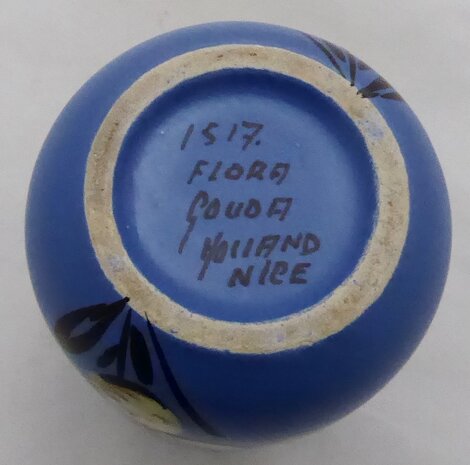 1517.
FLORA
GOUDA
HOLLAND
NICE